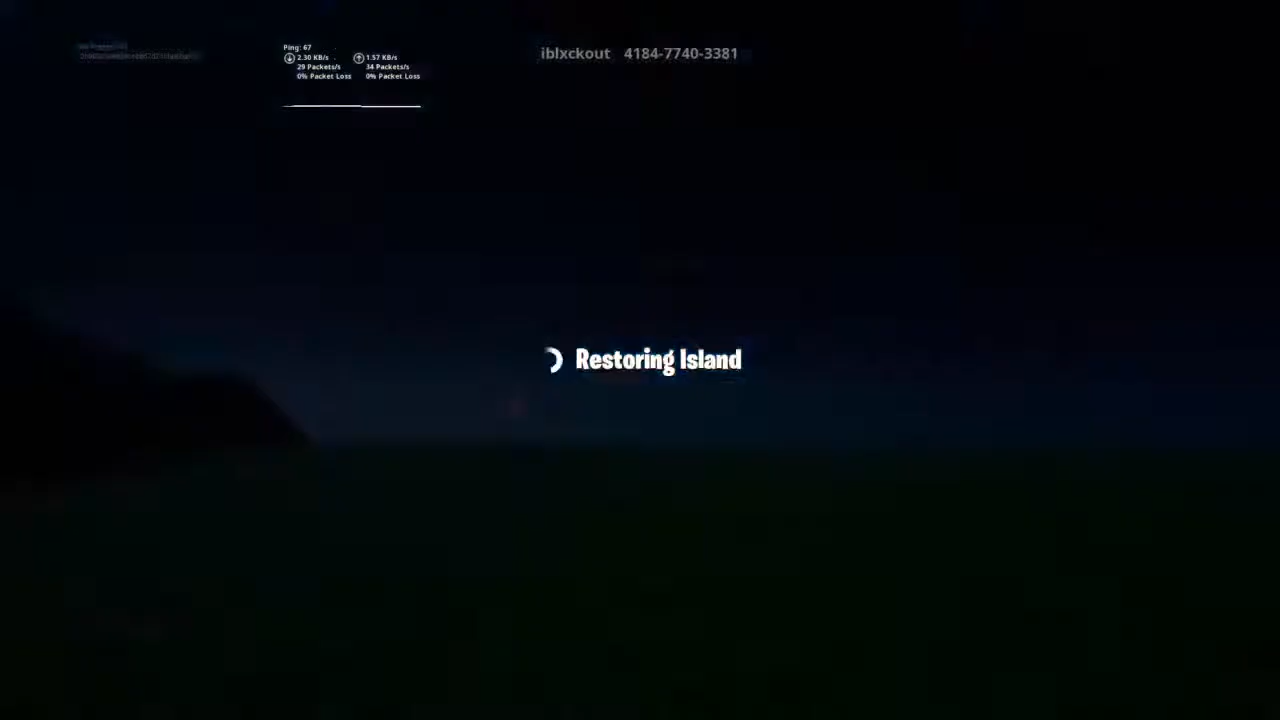 Ping: 67
2.30 KB/s 1.57 KB/s
29 Packets/s 34 Packets/s
0% Packet Loss 0% Packet Loss
iblxckout 4184-7740-3381
Restoring Island